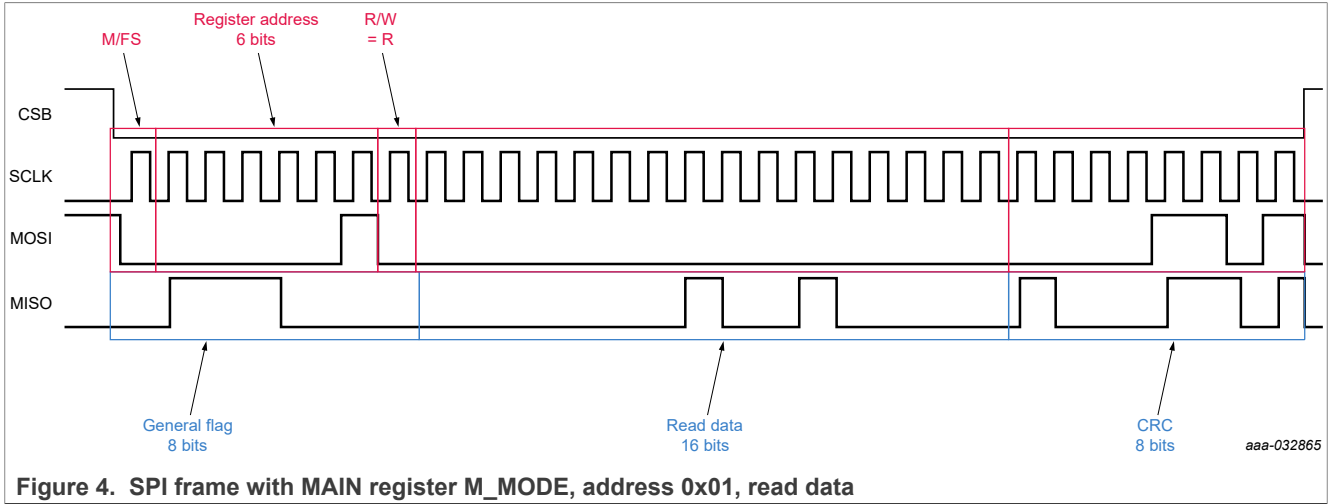 Register address
R/W
M/FS
6 bits
= R
CSB
SCLK
MOSI
MISO
General flag
Read data
CRC
8 bits
16 bits
8 bits
aaa-032865
Figure 4. SPI frame with MAIN register M_MODE, address 0x01, read data